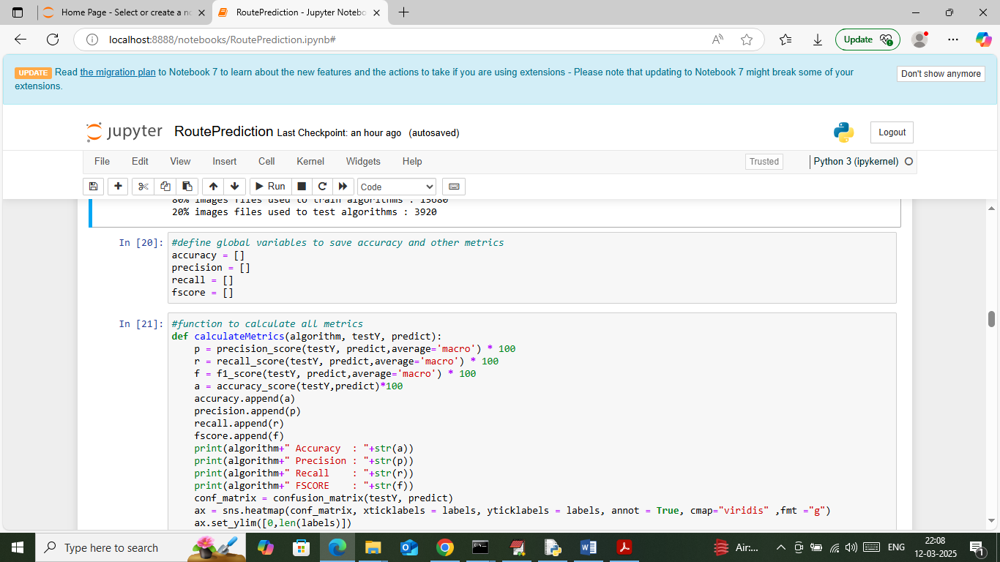 Home Page - Select or create a no
RoutePrediction - Jupyter Notebo
localhost:8888/notebooks/RoutePrediction.ipynb#
Update
UPDATE Read the migration plan to Notebook 7 to learn about the new features and the actions to take if you are using extensions - Please note that updating to Notebook 7 might break some of your
extensions.
Don't show anymore
jupyter RoutePrediction Last Checkpoint: an hour ago (autosaved)
Logout
File Edit View Insert Cell Kernel Widgets Help
Trusted
Python 3 (ipykernel)
Run
Code
80% images files used to train algorithms : 15680
20% images files used to test algorithms : 3920
In [20]: #define global variables to save accuracy and other metrics
accuracy = []
precision = []
recall = []
fscore = []
In [21]: #function to calculate all metrics
def calculateMetrics(algorithm, testY, predict):
    p = precision_score(testY, predict,average='macro') * 100
    r = recall_score(testY, predict,average='macro') * 100
    f = f1_score(testY, predict,average='macro') * 100
    a = accuracy_score(testY,predict)*100
    accuracy.append(a)
    precision.append(p)
    recall.append(r)
    fscore.append(f)
    print(algorithm+" Accuracy  : "+str(a))
    print(algorithm+" Precision : "+str(p))
    print(algorithm+" Recall    : "+str(r))
    print(algorithm+" FSCORE    : "+str(f))
    conf_matrix = confusion_matrix(testY, predict)
    ax = sns.heatmap(conf_matrix, xticklabels = labels, yticklabels = labels, annot = True, cmap="viridis" ,fmt ="g")
    ax.set_ylim([0,len(labels)])
Type here to search
Air:...
ENG
22:08
12-03-2025
1